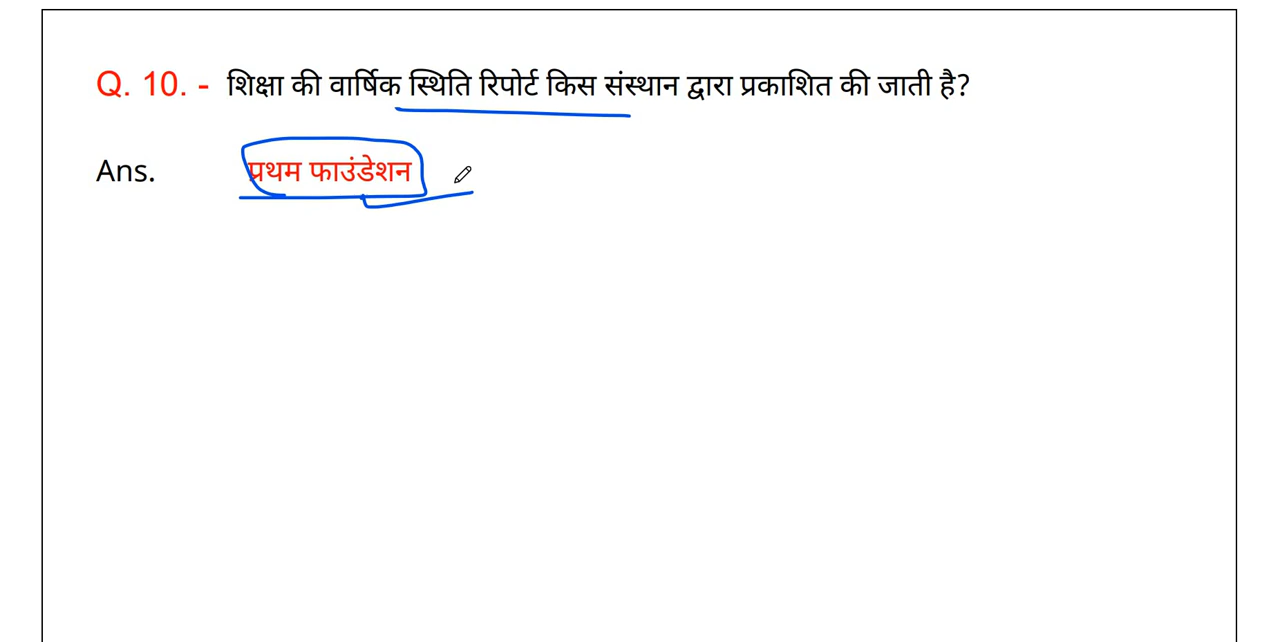 Q. 10. - शिक्षा की वार्षिक स्थिति रिपोर्ट किस संस्थान द्वारा प्रकाशित की जाती है?
Ans. प्रथम फाउंडेशन